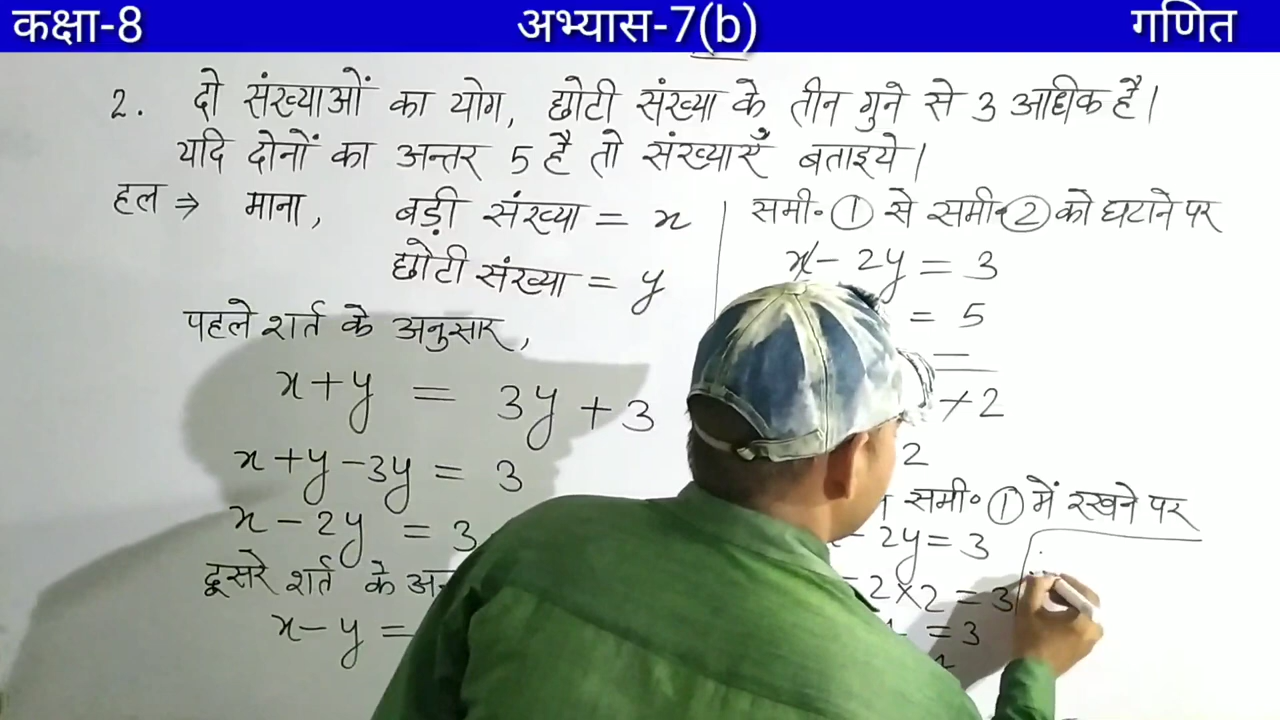 कक्षा-8 अभ्यास-7(b) गणित
2. दो संख्याओं का योग, छोटी संख्या के तीन गुने से 3 अधिक है।
यदि दोनों का अन्तर 5 है तो संख्याएँ बताइये।
हल ⇒ माना, बड़ी संख्या = x
छोटी संख्या = y
पहले शर्त के अनुसार,
x+y = 3y+3
x+y-3y = 3
x-2y = 3
दूसरे शर्त के
x-y =
समी॰ ① से समी॰ ② को घटाने पर
x-2y = 3
= 5
2
2
समी॰ ① में रखने पर
2y = 3
2×2 = 3
= 3